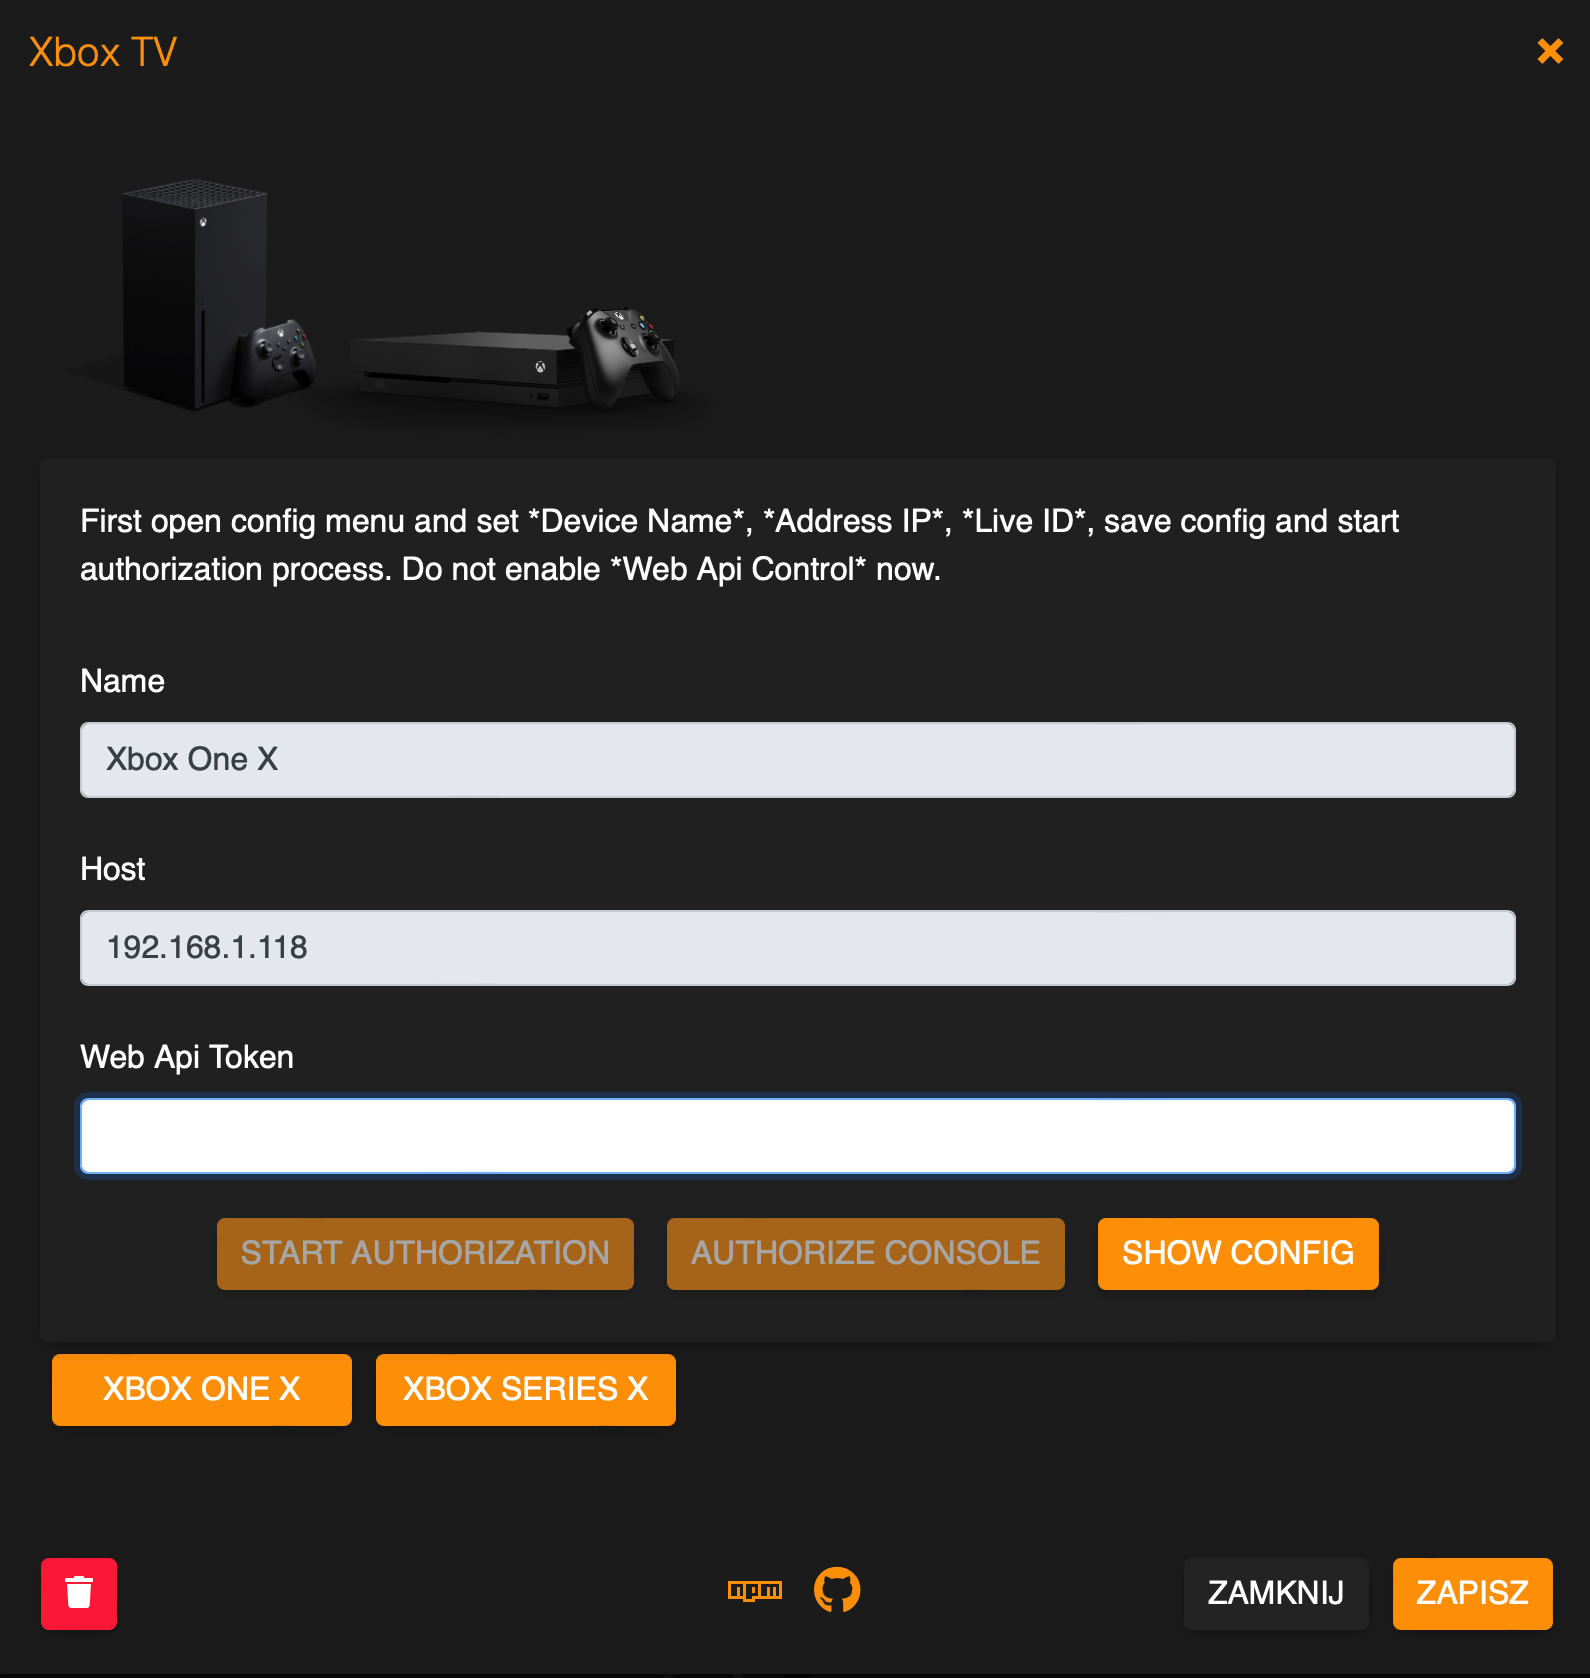 Xbox TV
First open config menu and set *Device Name*, *Address IP*, *Live ID*, save config and start
authorization process. Do not enable *Web Api Control* now.
Name
Xbox One X
Host
192.168.1.118
Web Api Token
START AUTHORIZATION AUTHORIZE CONSOLE SHOW CONFIG
XBOX ONE X XBOX SERIES X
npm ZAMKNIJ ZAPISZ